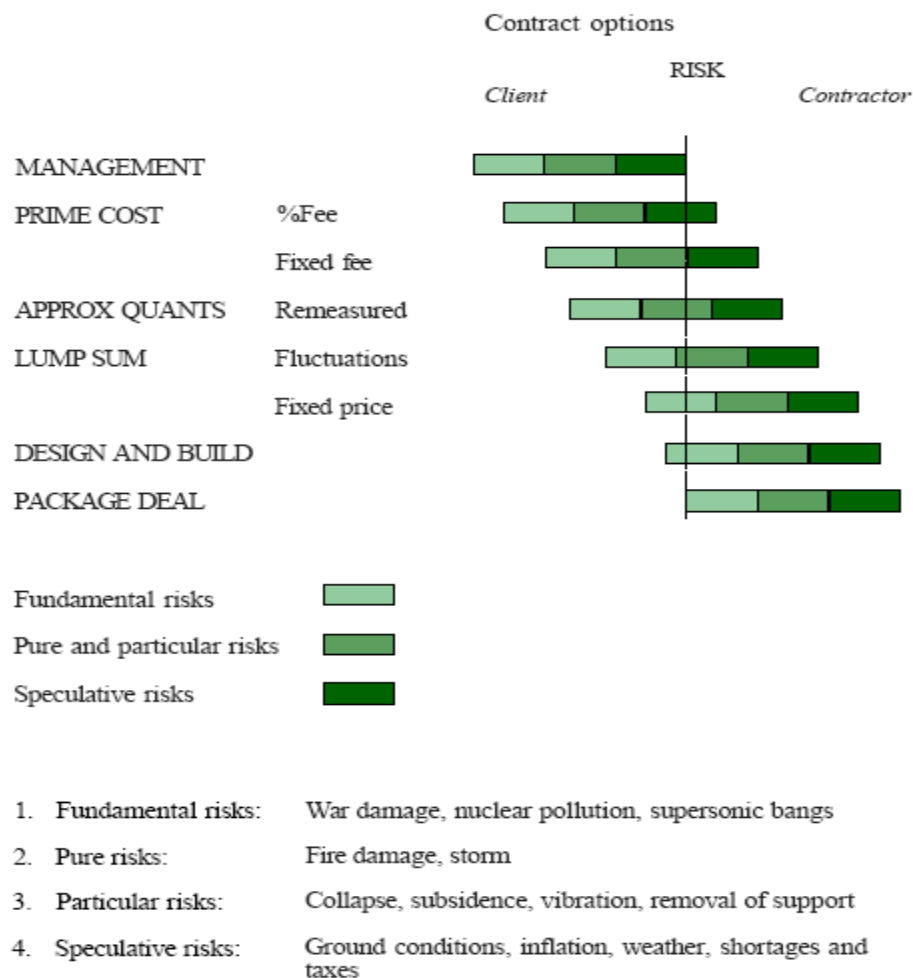 Contract options
RISK
Client Contractor
MANAGEMENT
PRIME COST %Fee
Fixed fee
APPROX QUANTS Remeasured
LUMP SUM Fluctuations
Fixed price
DESIGN AND BUILD
PACKAGE DEAL
Fundamental risks
Pure and particular risks
Speculative risks
1. Fundamental risks: War damage, nuclear pollution, supersonic bangs
2. Pure risks: Fire damage, storm
3. Particular risks: Collapse, subsidence, vibration, removal of support
4. Speculative risks: Ground conditions, inflation, weather, shortages and
taxes